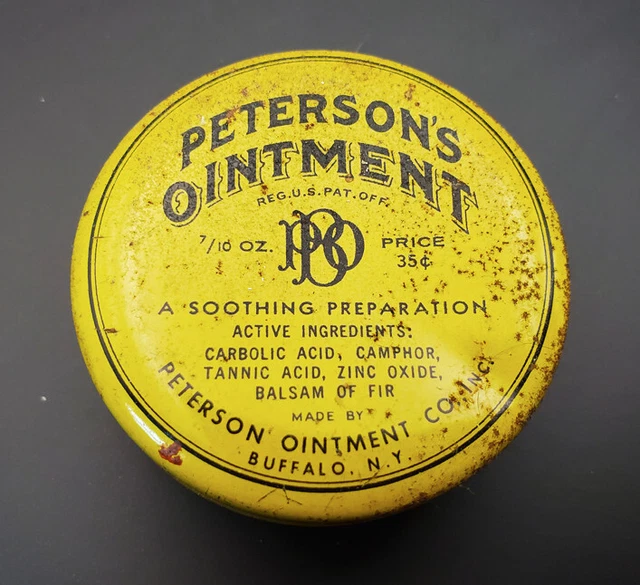 PETERSON'S
OINTMENT
REG. U.S. PAT. OFF.
7/10 OZ. PBO PRICE
35¢
A SOOTHING PREPARATION
ACTIVE INGREDIENTS:
CARBOLIC ACID, CAMPHOR,
TANNIC ACID, ZINC OXIDE,
BALSAM OF FIR
MADE BY
PETERSON OINTMENT CO. INC.
BUFFALO, N.Y.